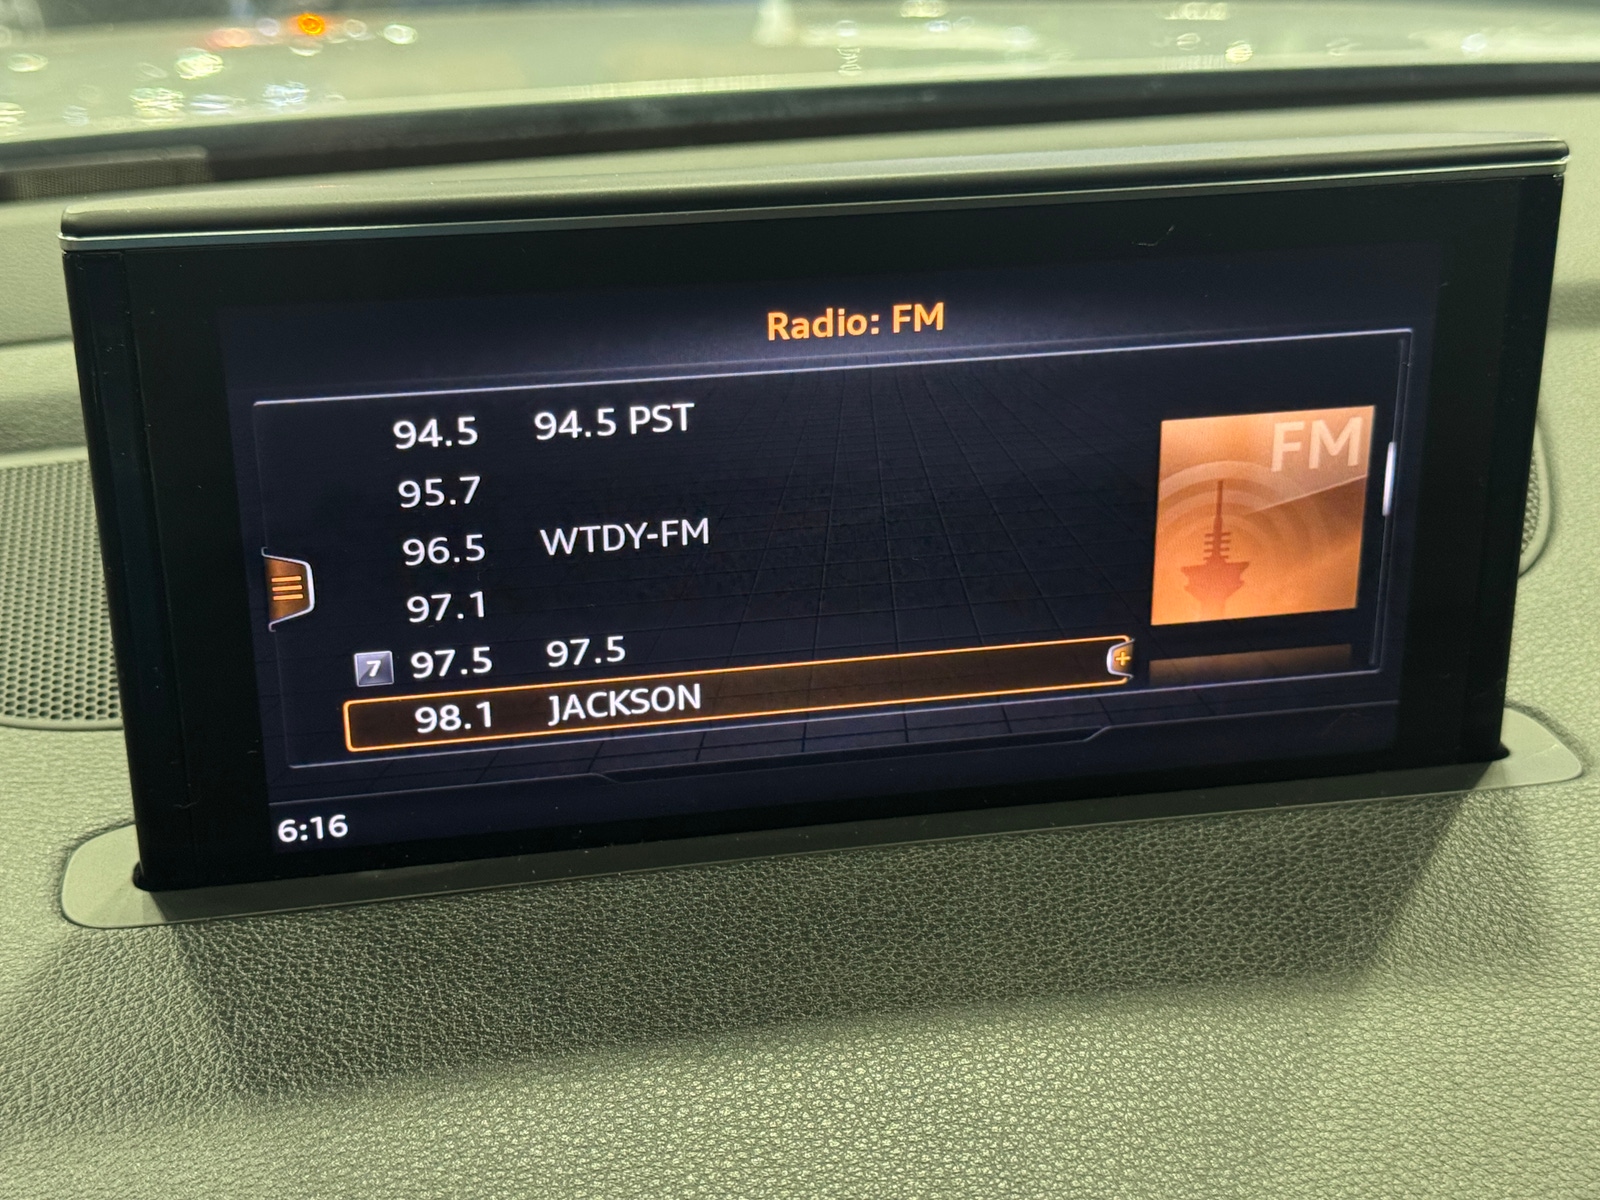 Radio: FM
FM
94.5 94.5 PST
95.7
96.5 WTDY-FM
97.1
7 97.5 97.5
98.1 JACKSON
6:16